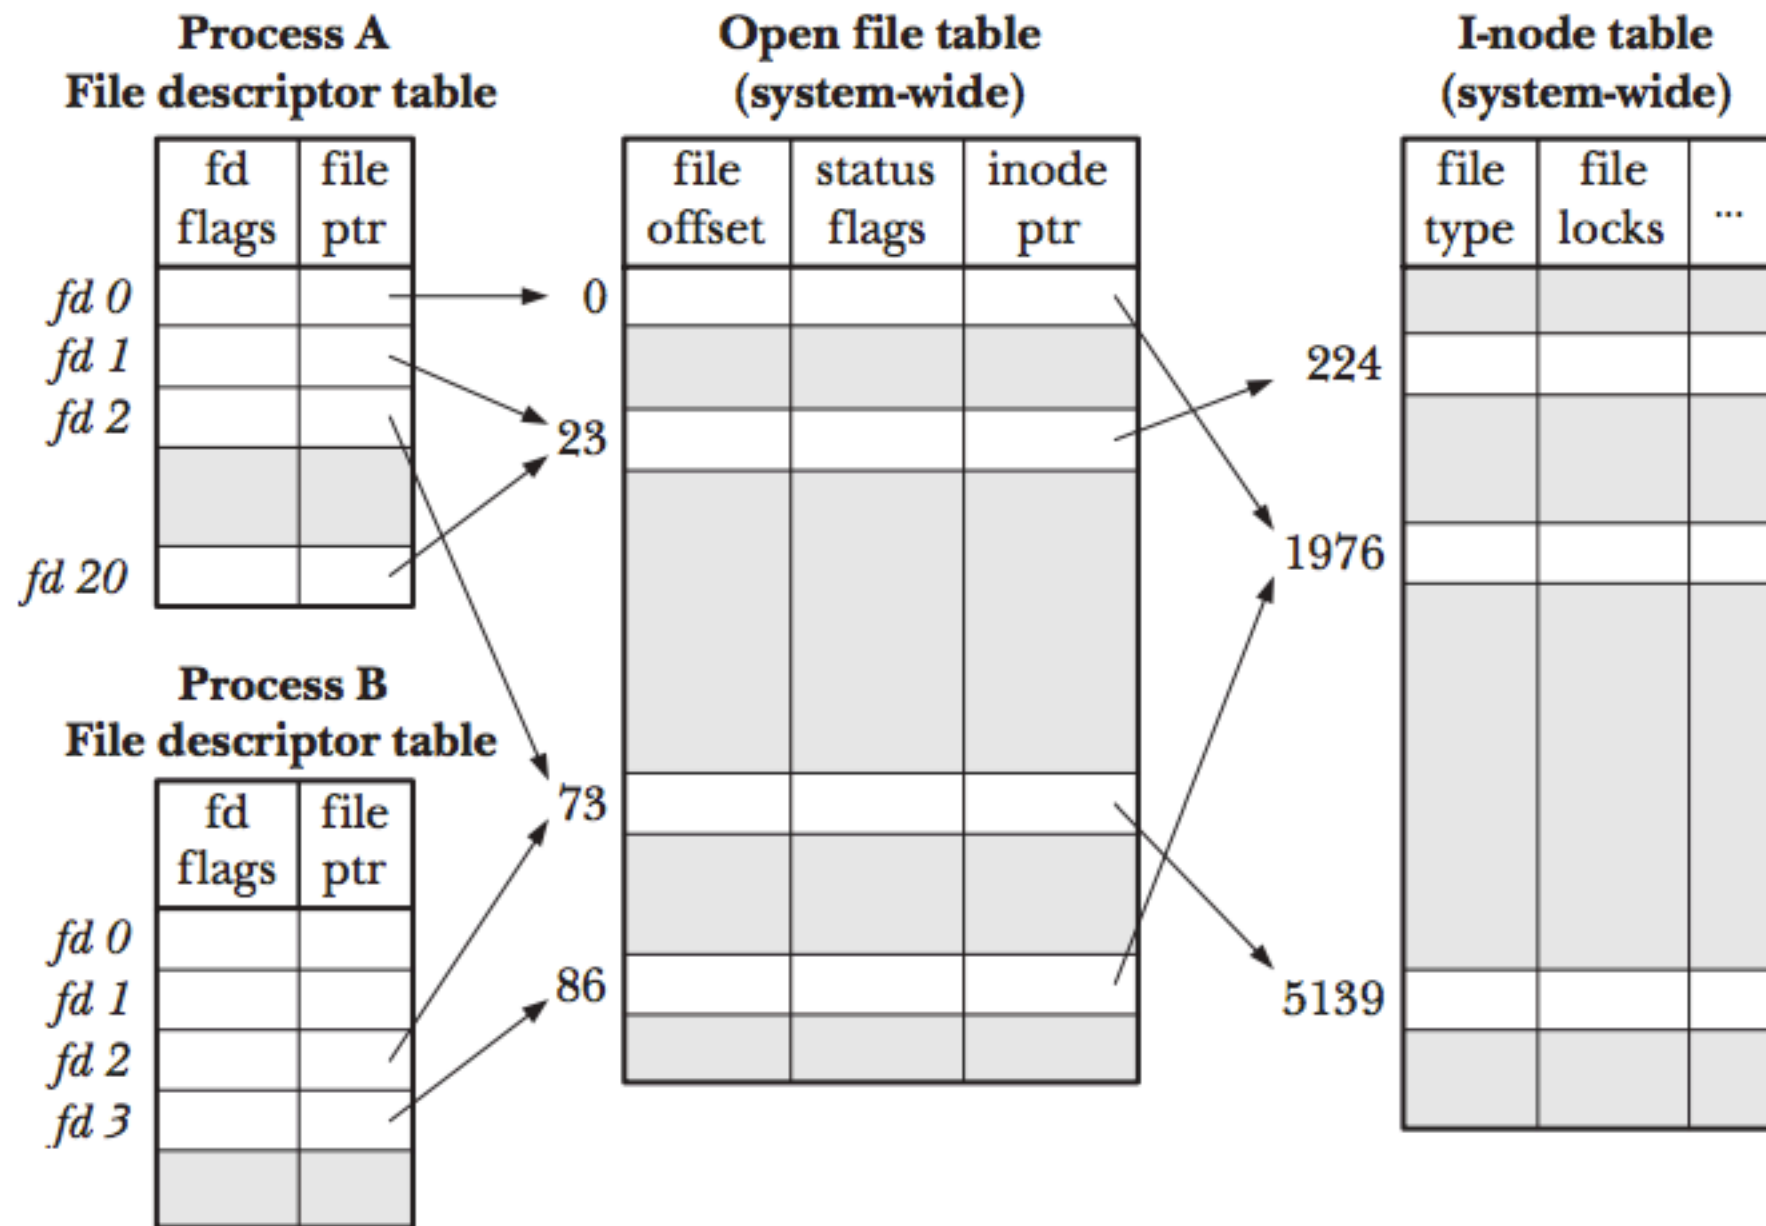 Process A
File descriptor table
fd
flags
file
ptr
fd 0
fd 1
fd 2
fd 20
Process B
File descriptor table
fd
flags
file
ptr
fd 0
fd 1
fd 2
fd 3
Open file table
(system-wide)
file
offset
status
flags
inode
ptr
0
23
73
86
I-node table
(system-wide)
file
type
file
locks
...
224
1976
5139